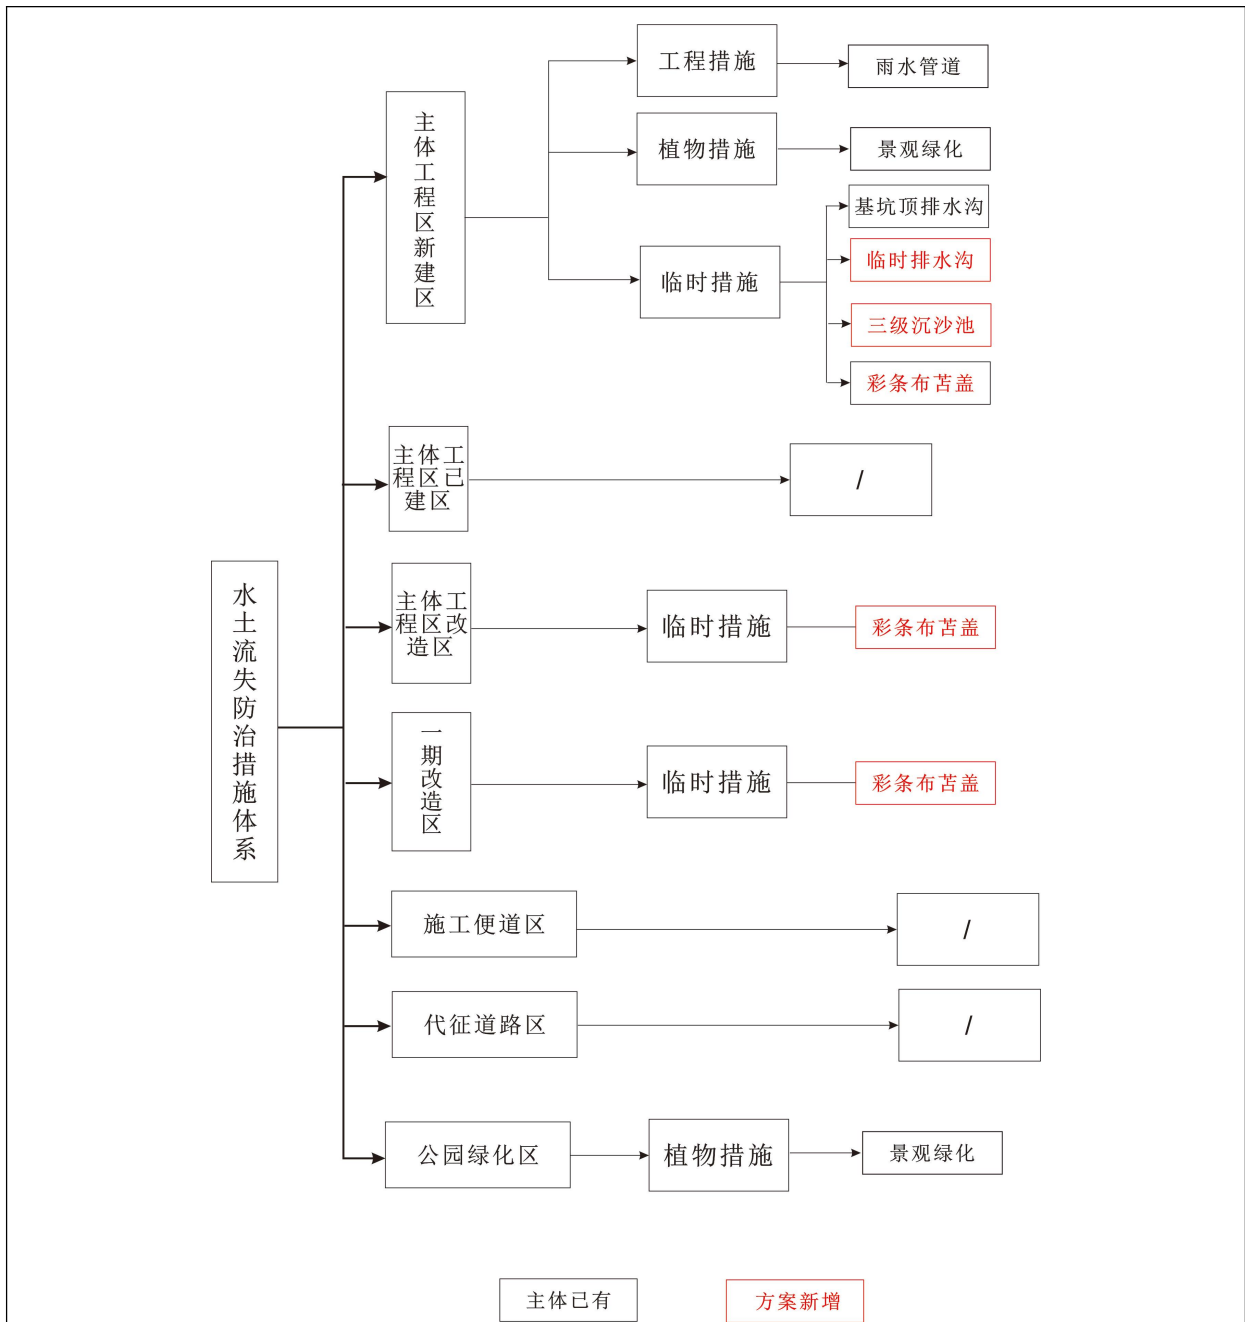 水土流失防治措施体系
主体工程区新建区
工程措施
雨水管道
植物措施
景观绿化
临时措施
基坑顶排水沟
临时排水沟
三级沉沙池
彩条布苫盖
主体工
程区已
建区
/
主体工
程区改
造区
临时措施
彩条布苫盖
一期改造区
临时措施
彩条布苫盖
施工便道区
/
代征道路区
/
公园绿化区
植物措施
景观绿化
主体已有
方案新增